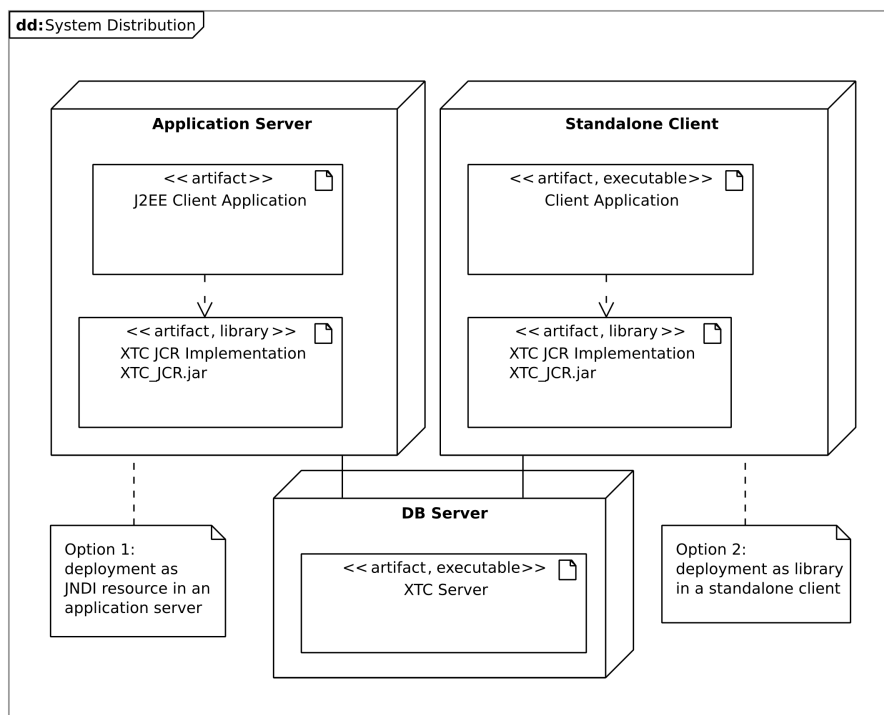 dd:System Distribution
Application Server
<<artifact>>
J2EE Client Application
<<artifact, library>>
XTC JCR Implementation
XTC_JCR.jar
Standalone Client
<<artifact, executable>>
Client Application
<<artifact, library>>
XTC JCR Implementation
XTC_JCR.jar
DB Server
<<artifact, executable>>
XTC Server
Option 1:
deployment as
JNDI resource in an
application server
Option 2:
deployment as library
in a standalone client